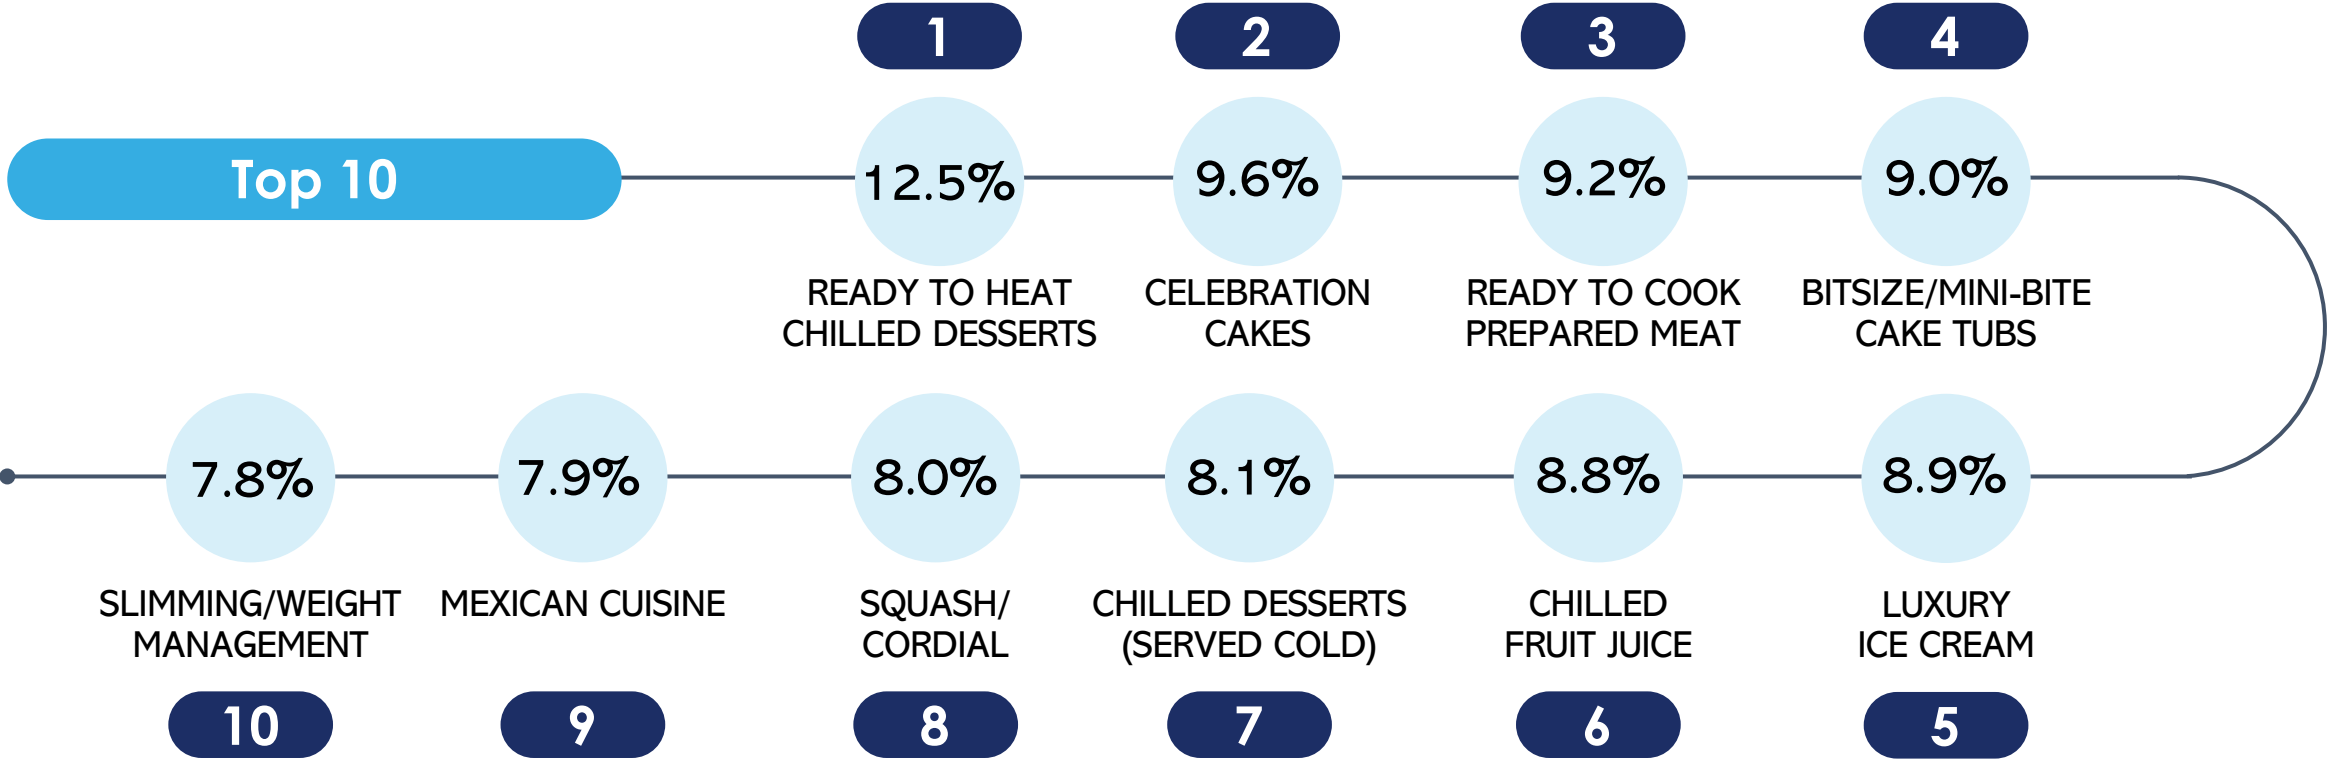 1
2
3
4
Top 10
12.5%
9.6%
9.2%
9.0%
READY TO HEAT
CHILLED DESSERTS
CELEBRATION
CAKES
READY TO COOK
PREPARED MEAT
BITSIZE/MINI-BITE
CAKE TUBS
8.9%
LUXURY
ICE CREAM
5
8.8%
CHILLED
FRUIT JUICE
6
8.1%
CHILLED DESSERTS
(SERVED COLD)
7
8.0%
SQUASH/
CORDIAL
8
7.9%
MEXICAN CUISINE
9
7.8%
SLIMMING/WEIGHT
MANAGEMENT
10